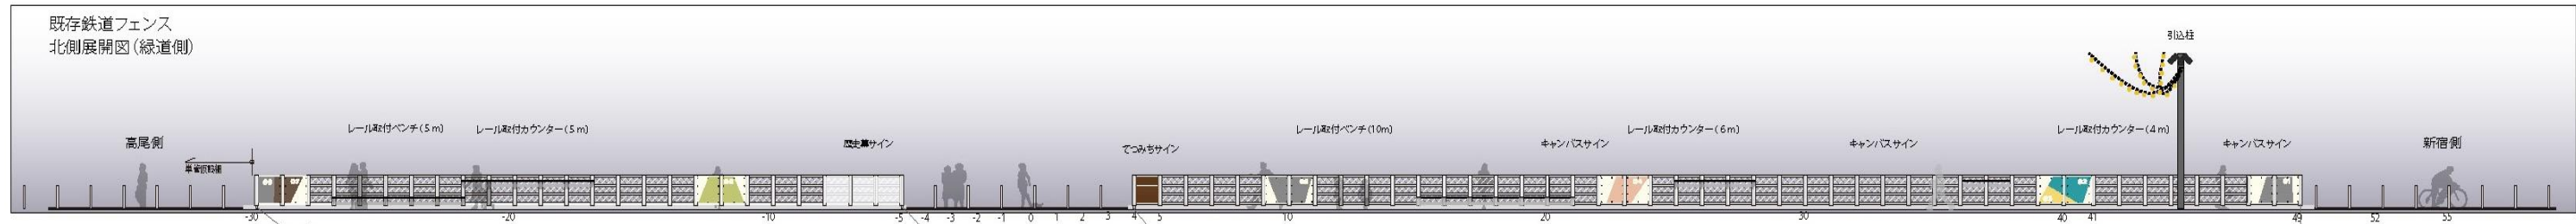 既存鉄道フェンス
北側展開図(緑道側)
引込柱
高尾側
単管仮設柵
レール取付ベンチ(5m)
レール取付カウンター(5m)
歴史幕サイン
てつみちサイン
レール取付ベンチ(10m)
キャンバスサイン
レール取付カウンター(6m)
キャンバスサイン
レール取付カウンター(4m)
キャンバスサイン
新宿側
-30 -20 -10 -5 -4 -3 -2 -1 0 1 2 3 4 5 10 20 30 40 41 49 52 55